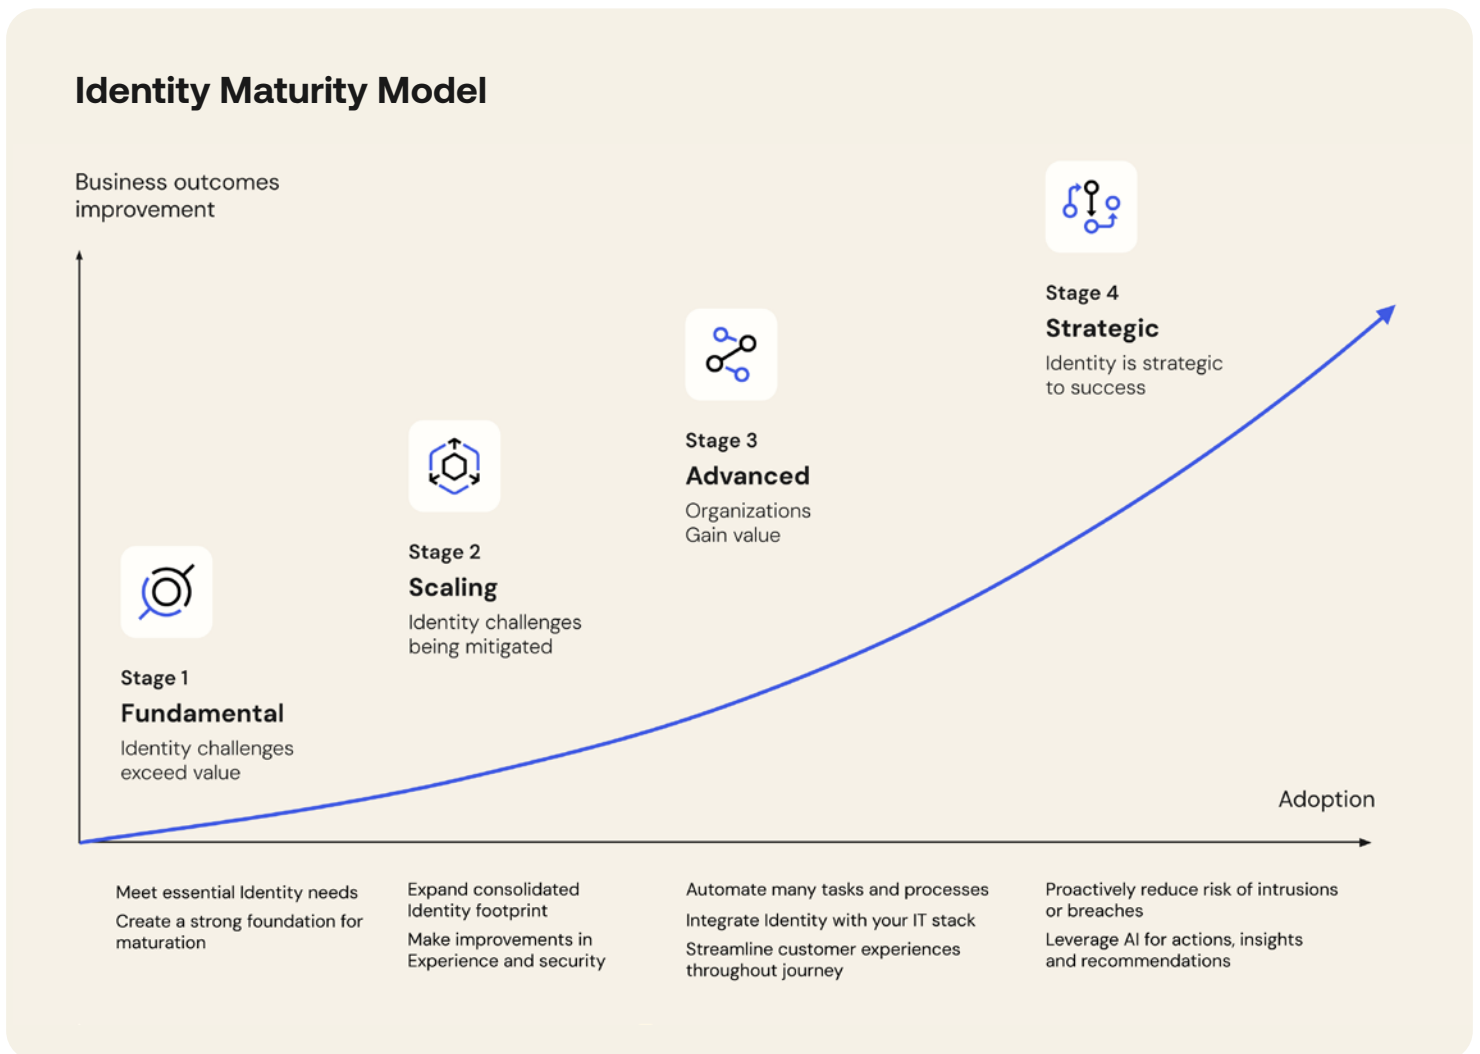 Identity Maturity Model
Business outcomes
improvement
Stage 1
Fundamental
Identity challenges
exceed value
Stage 2
Scaling
Identity challenges
being mitigated
Stage 3
Advanced
Organizations
Gain value
Stage 4
Strategic
Identity is strategic
to success
Adoption
Meet essential Identity needs
Create a strong foundation for
maturation
Expand consolidated
Identity footprint
Make improvements in
Experience and security
Automate many tasks and processes
Integrate Identity with your IT stack
Streamline customer experiences
throughout journey
Proactively reduce risk of intrusions
or breaches
Leverage AI for actions, insights
and recommendations